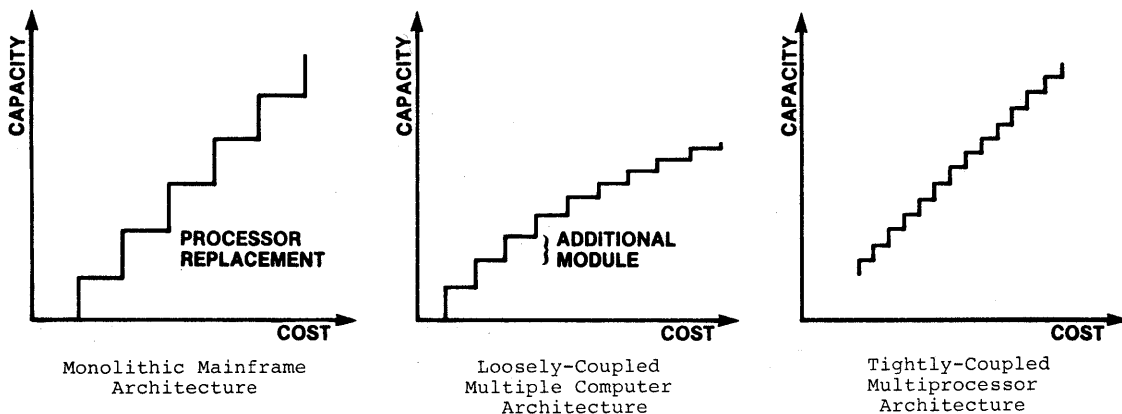 CAPACITY
PROCESSOR
REPLACEMENT
COST
Monolithic Mainframe
Architecture
CAPACITY
ADDITIONAL
MODULE
COST
Loosely-Coupled
Multiple Computer
Architecture
CAPACITY
COST
Tightly-Coupled
Multiprocessor
Architecture